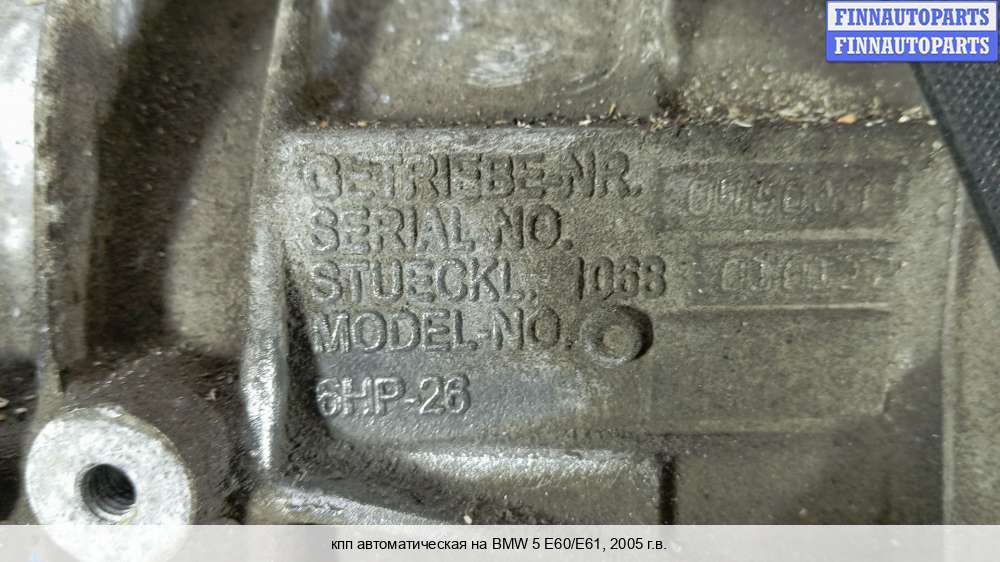 FINNAUTOPARTS
FINNAUTOPARTS
GETRIEBE-NR.
SERIAL NO.
STUECKL. 1068
MODEL-NO.
6HP-26
кпп автоматическая на BMW 5 E60/E61, 2005 г.в.